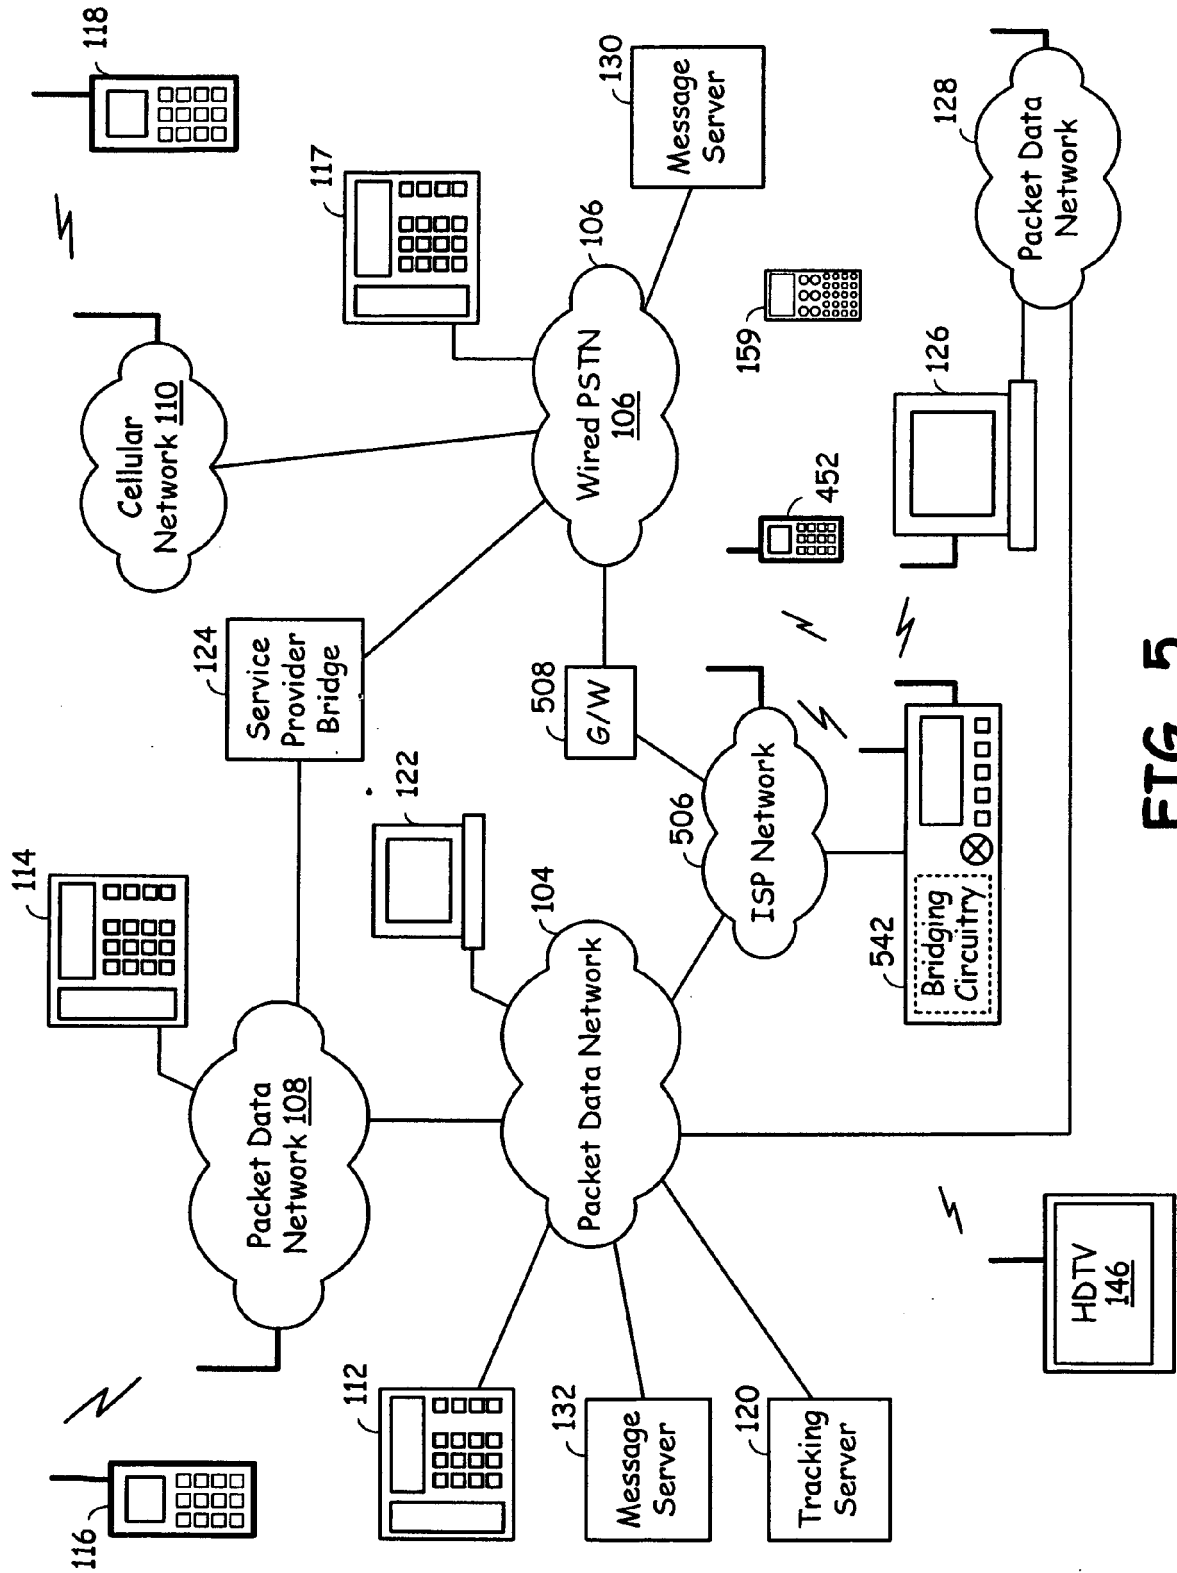 118
Cellular
Network 110
117
130
Message
Server
106
Wired PSTN
106
128
Packet Data
Network
159
126
452
124
Service
Provider
Bridge
508
G/W
506
ISP Network
542
Bridging
Circuitry
122
114
Packet Data
Network 108
104
Packet Data Network
116
112
132
Message
Server
120
Tracking
Server
HDTV
146
FIG. 5